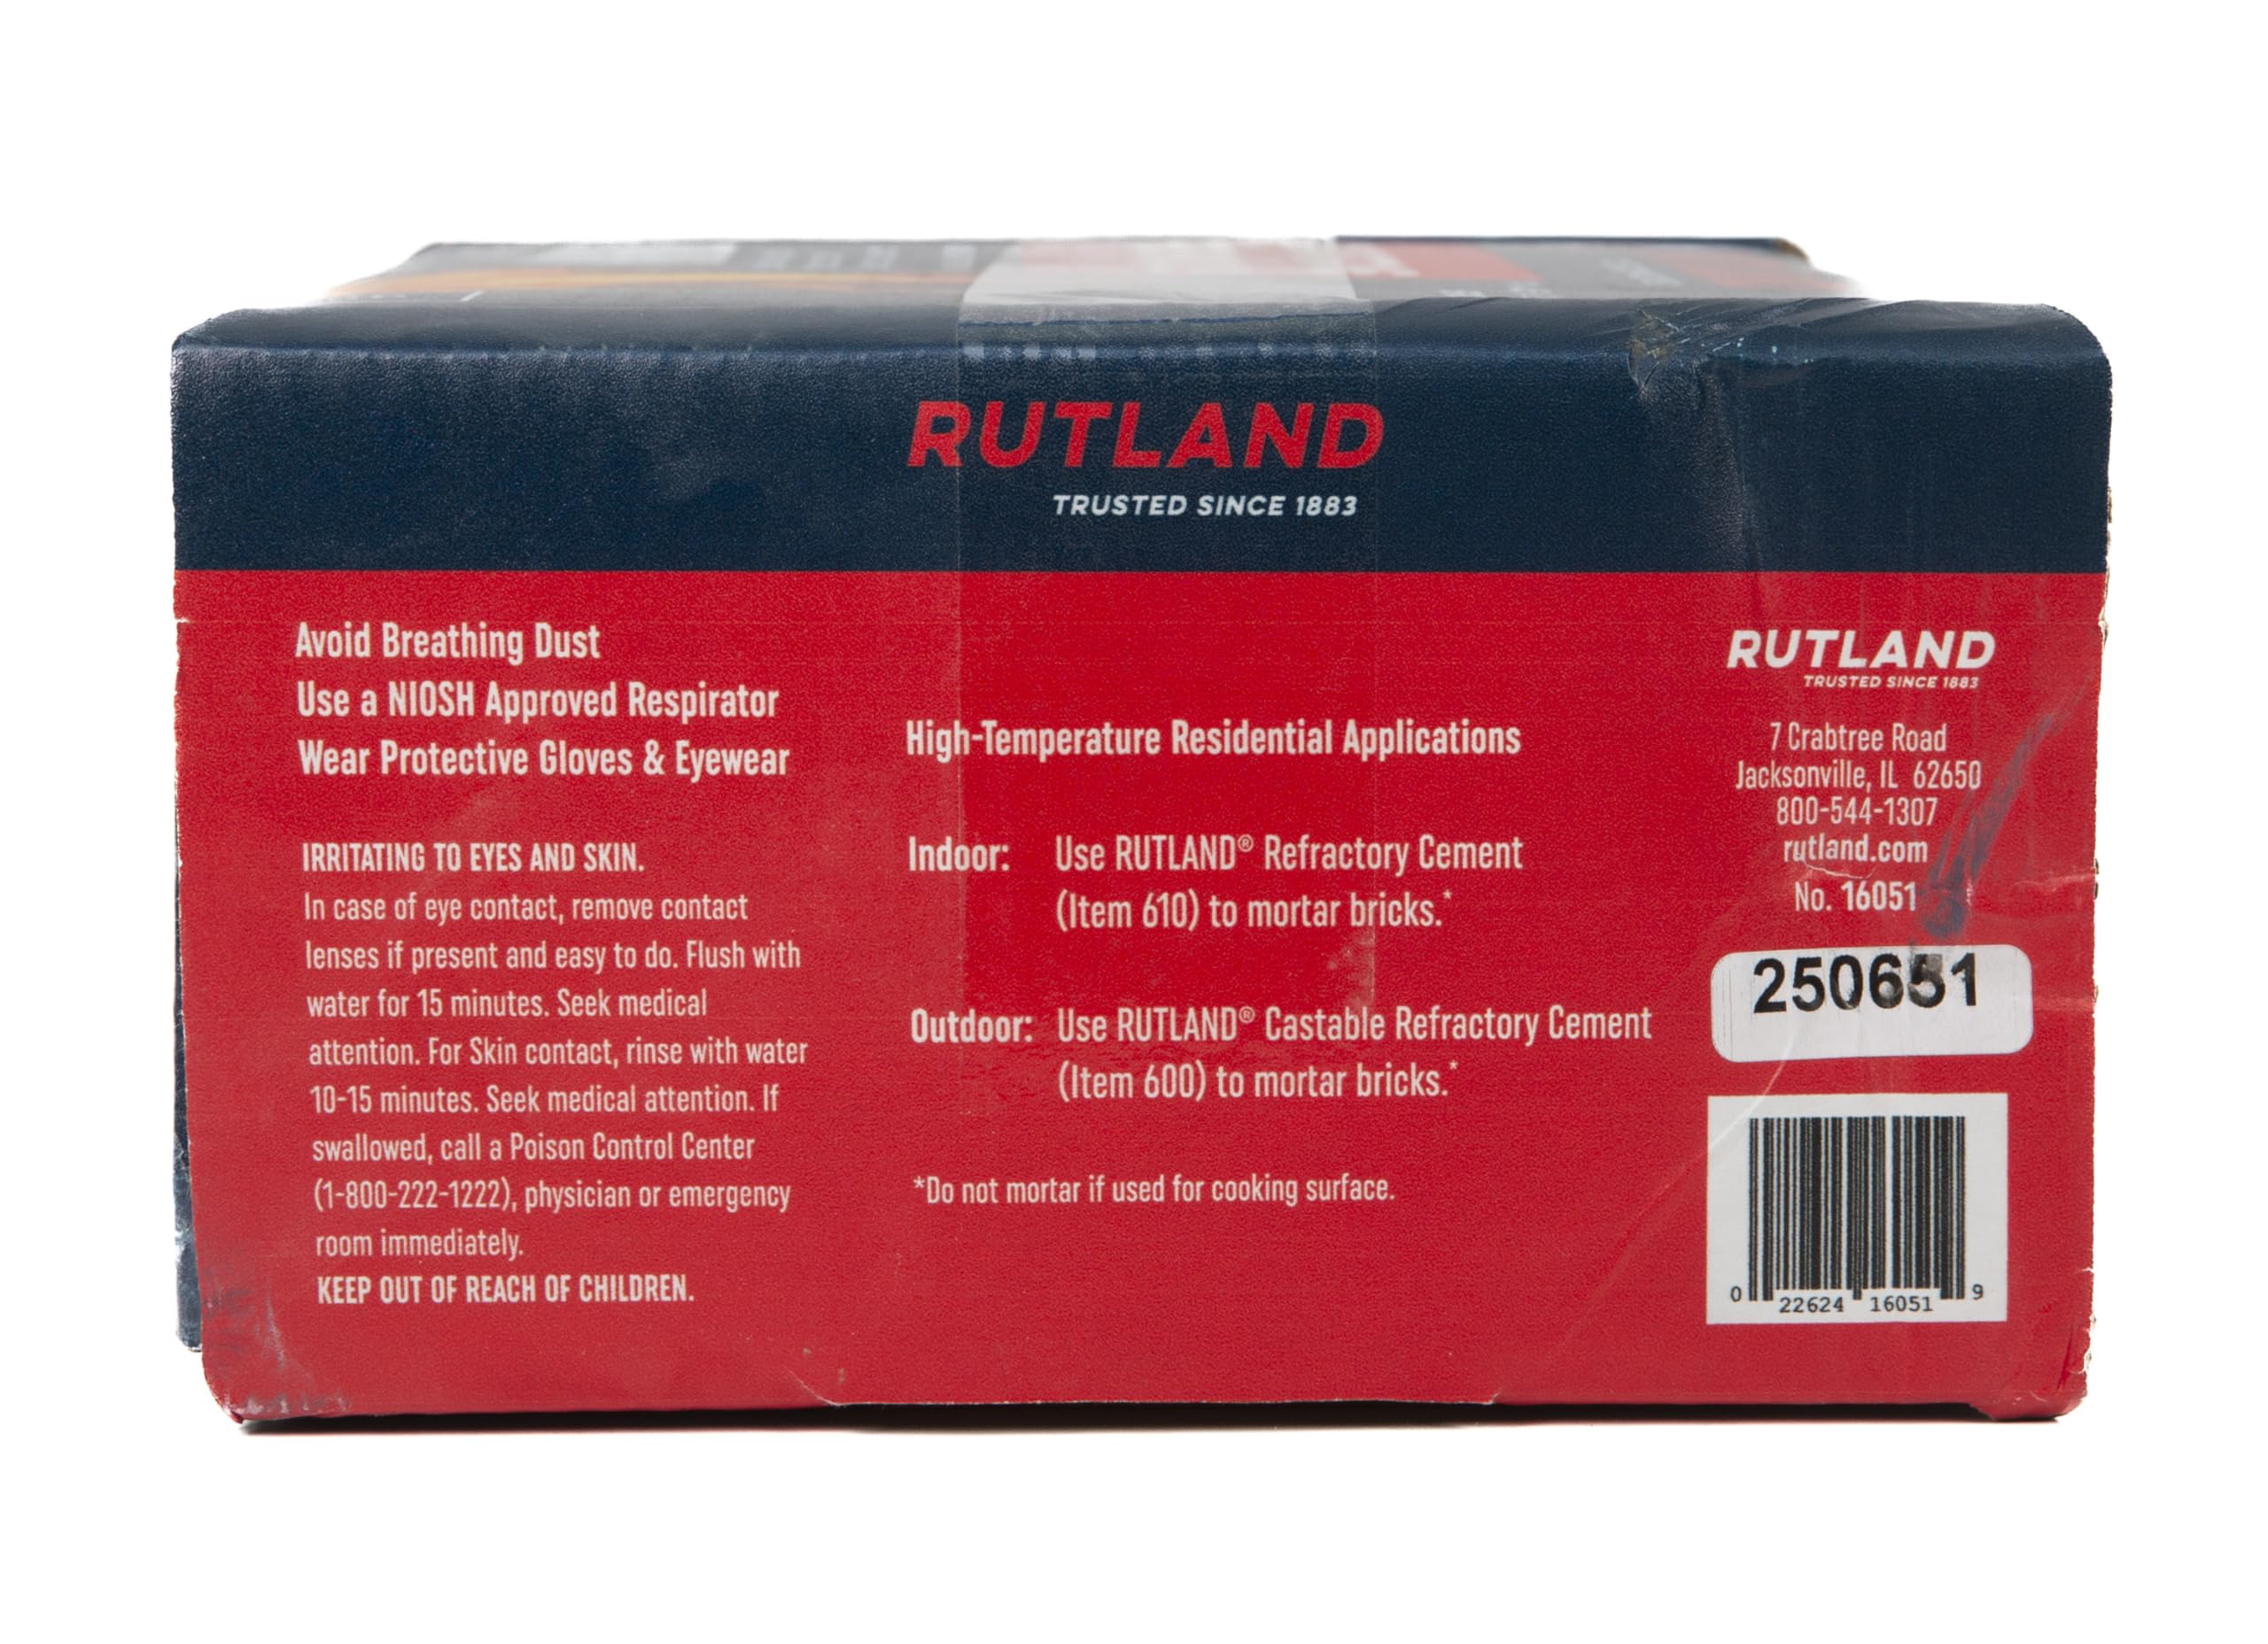 RUTLAND
TRUSTED SINCE 1883
Avoid Breathing Dust
Use a NIOSH Approved Respirator
Wear Protective Gloves & Eyewear
IRRITATING TO EYES AND SKIN.
In case of eye contact, remove contact
lenses if present and easy to do. Flush with
water for 15 minutes. Seek medical
attention. For Skin contact, rinse with water
10-15 minutes. Seek medical attention. If
swallowed, call a Poison Control Center
(1-800-222-1222), physician or emergency
room immediately.
KEEP OUT OF REACH OF CHILDREN.
High-Temperature Residential Applications
Indoor: Use RUTLAND® Refractory Cement
(Item 610) to mortar bricks.*
Outdoor: Use RUTLAND® Castable Refractory Cement
(Item 600) to mortar bricks.*
*Do not mortar if used for cooking surface.
RUTLAND
TRUSTED SINCE 1883
7 Crabtree Road
Jacksonville, IL 62650
800-544-1307
rutland.com
No. 16051
250651
0 22624 16051 9